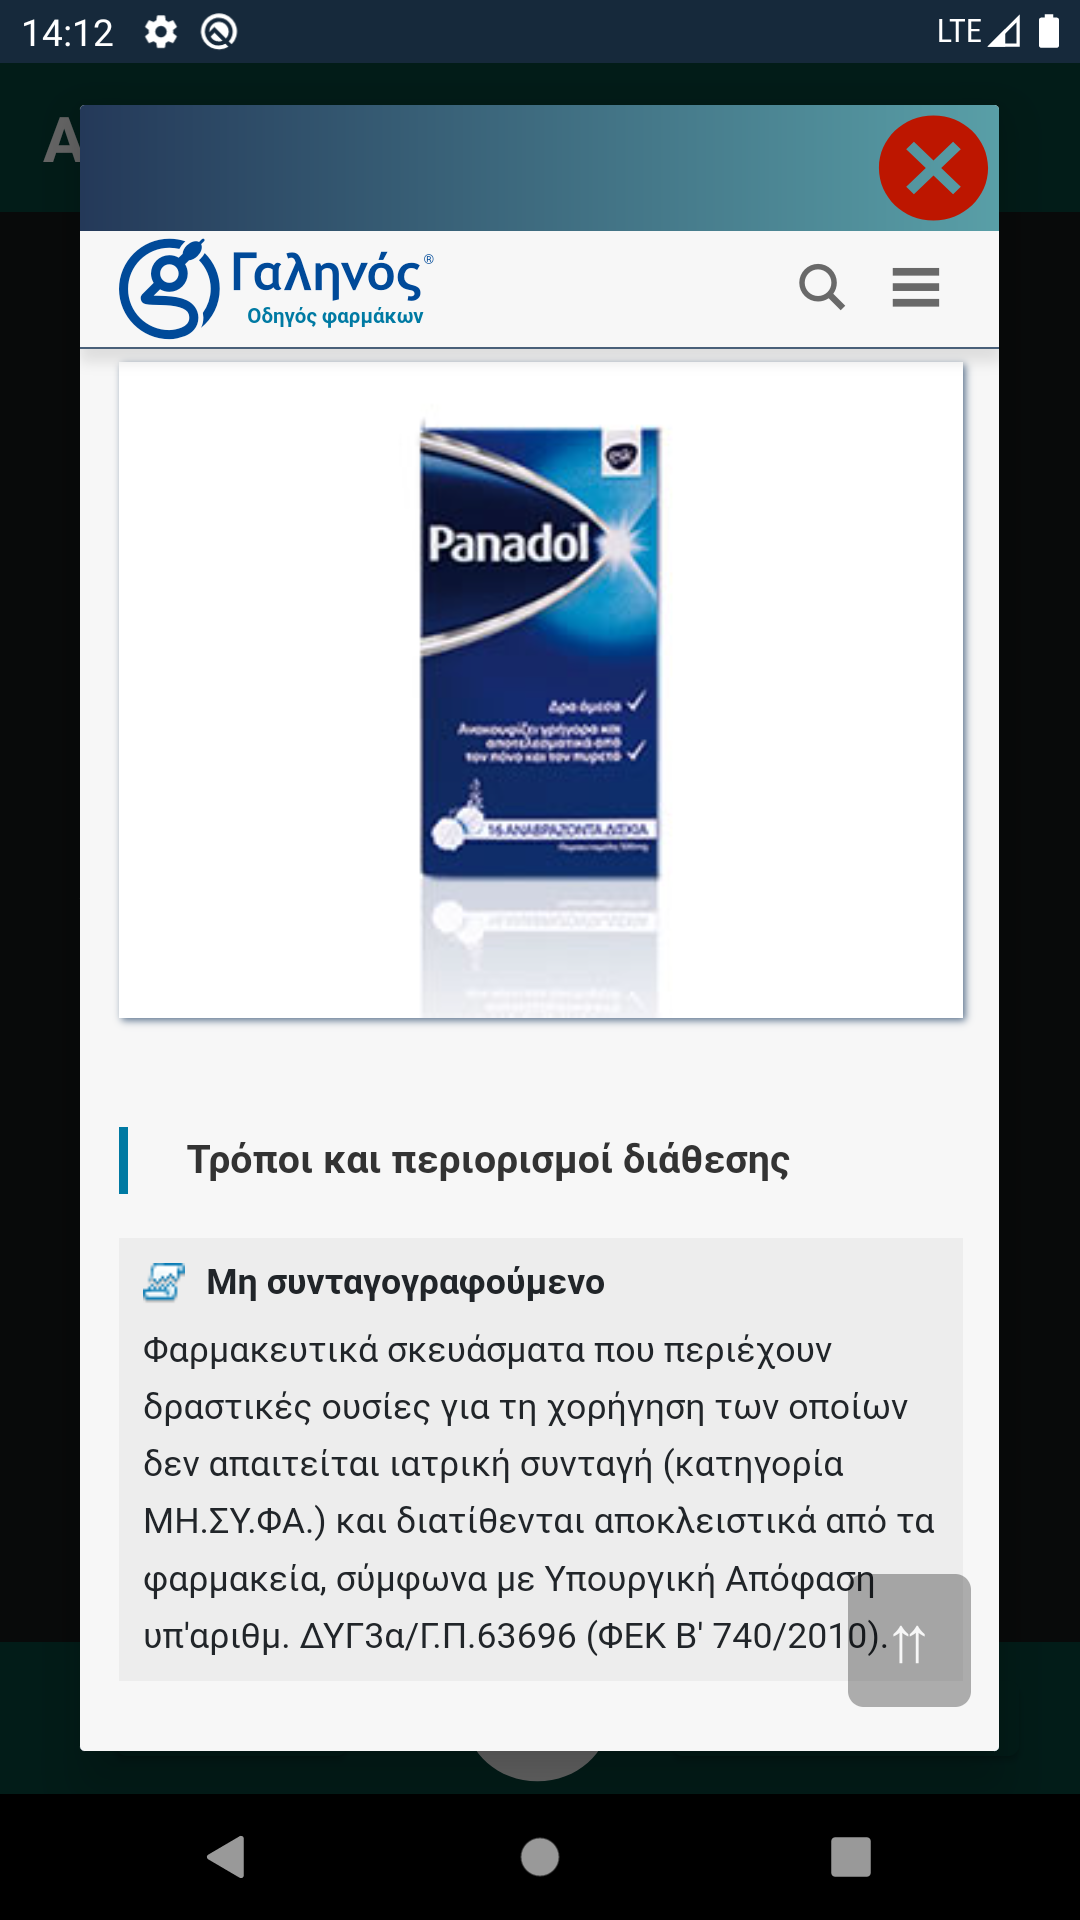 14:12
LTE
A
Γαληνός®
Οδηγός φαρμάκων
gsk
Panadol
Δρα άμεσα
Ανακουφίζει γρήγορα και
αποτελεσματικά από
τον πόνο και τον πυρετό
16 ΑΝΑΒΡΑΖΟΝΤΑ ΔΙΣΚΙΑ
Τρόποι και περιορισμοί διάθεσης
Μη συνταγογραφούμενο
Φαρμακευτικά σκευάσματα που περιέχουν
δραστικές ουσίες για τη χορήγηση των οποίων
δεν απαιτείται ιατρική συνταγή (κατηγορία
ΜΗ.ΣΥ.ΦΑ.) και διατίθενται αποκλειστικά από τα
φαρμακεία, σύμφωνα με Υπουργική Απόφαση
υπ'αριθμ. ΔΥΓ3α/Γ.Π.63696 (ΦΕΚ Β' 740/2010).